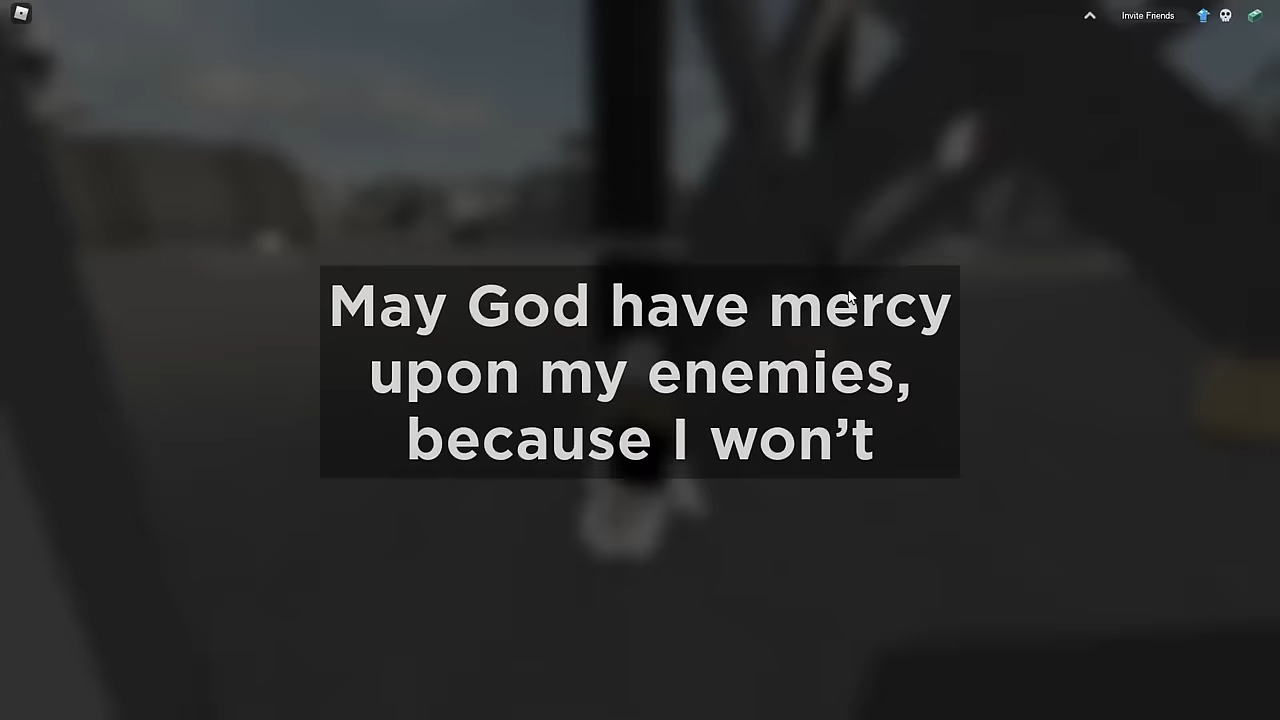 Invite Friends
May God have mercy
upon my enemies,
because I won’t